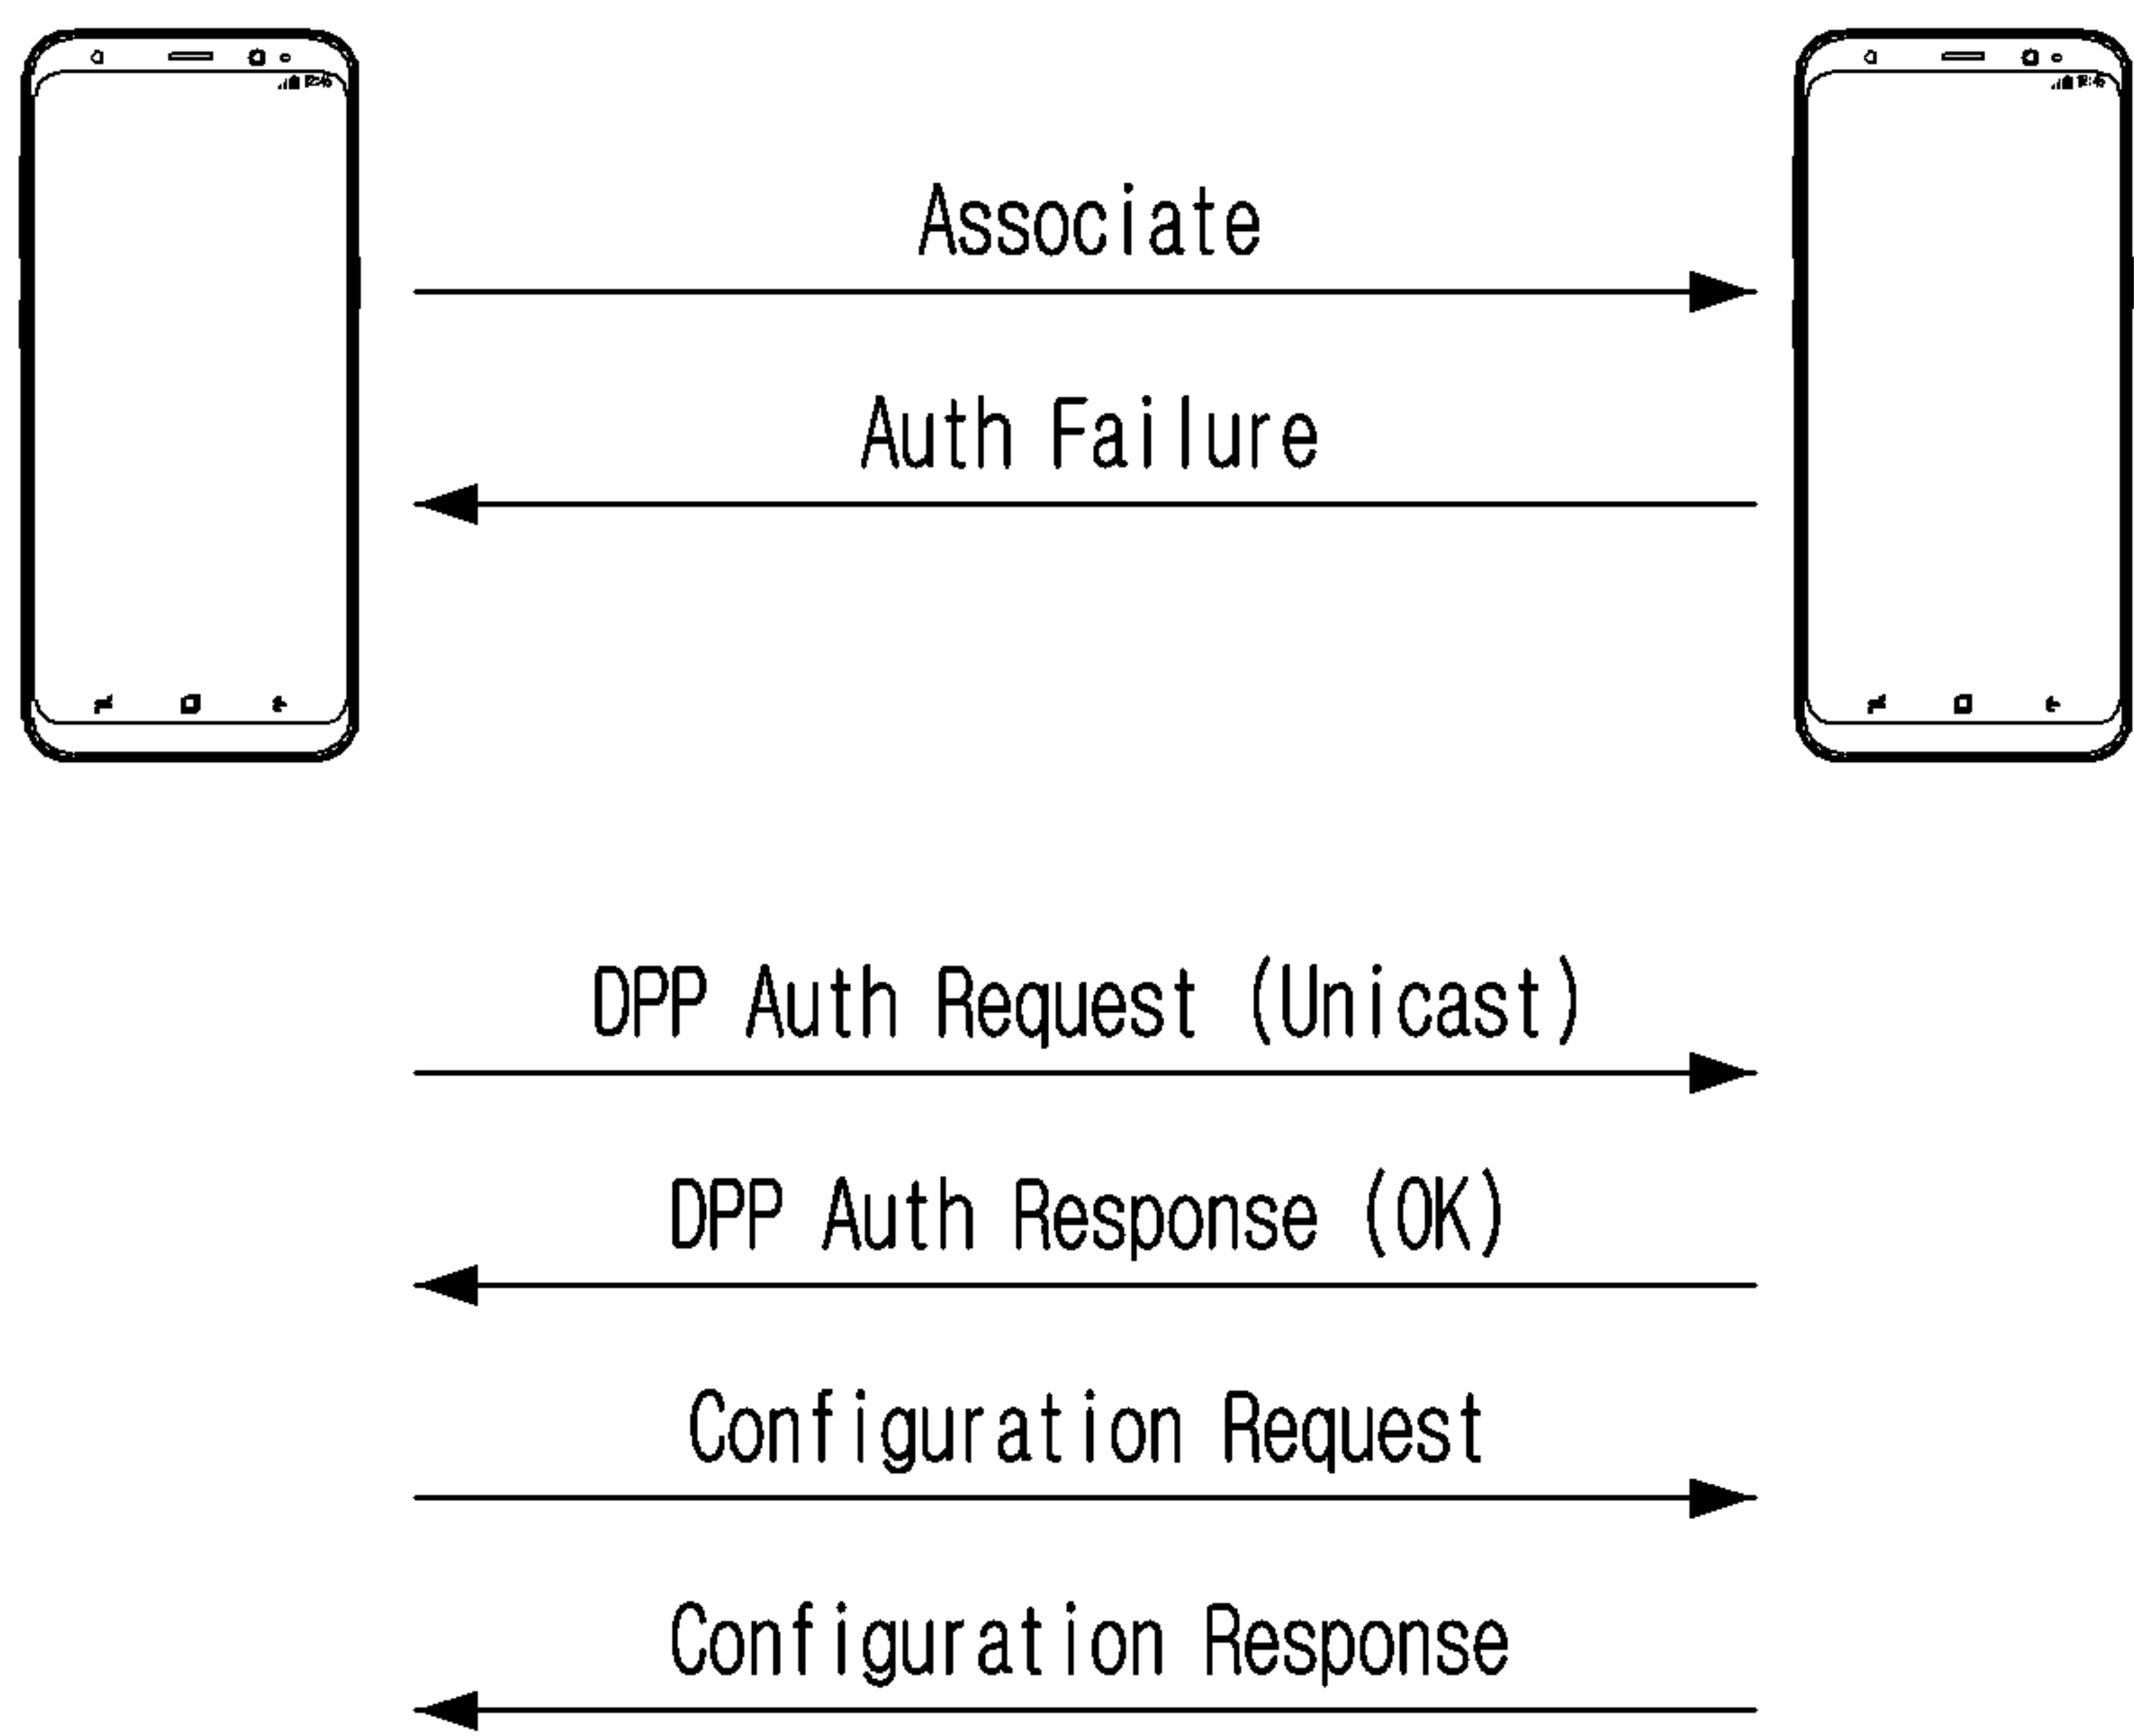 Associate
Auth Failure
DPP Auth Request (Unicast)
DPP Auth Response (OK)
Configuration Request
Configuration Response